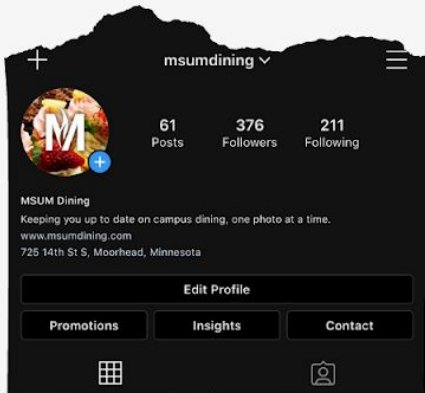 msumdining
M
61 376 211
Posts Followers Following
MSUM Dining
Keeping you up to date on campus dining, one photo at a time.
www.msumdining.com
725 14th St S, Moorhead, Minnesota
Edit Profile
Promotions Insights Contact